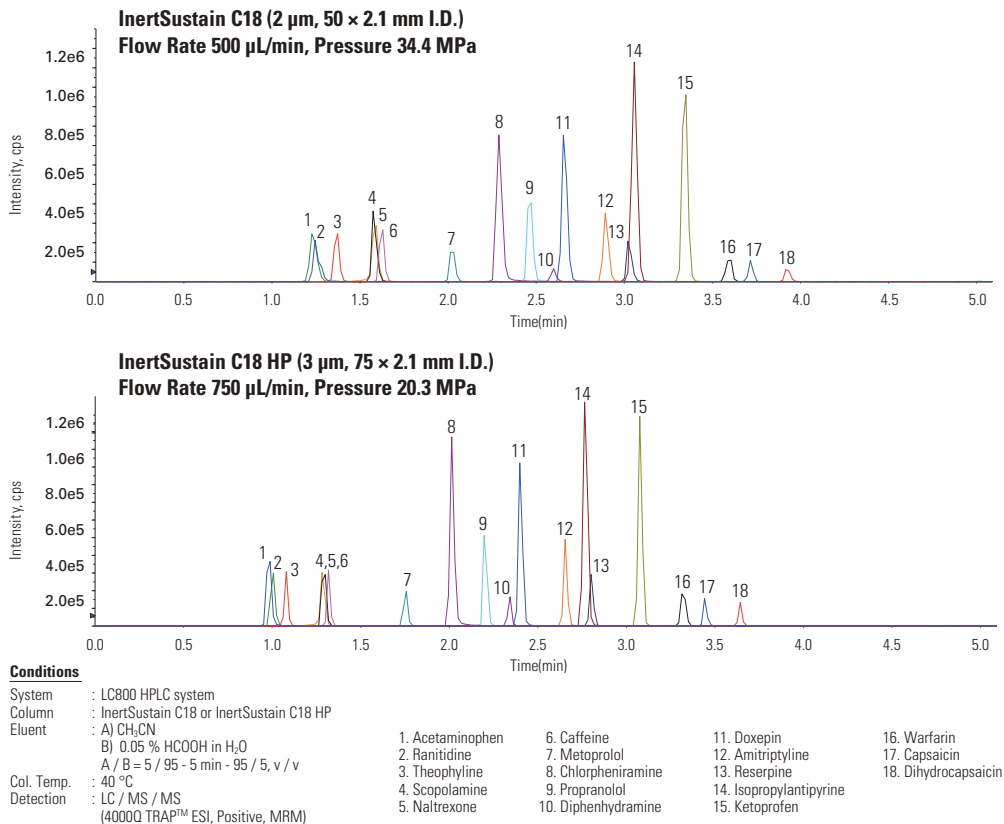 InertSustain C18 (2 μm, 50 × 2.1 mm I.D.)
Flow Rate 500 μL/min, Pressure 34.4 MPa
Intensity, cps
1.2e6
1.0e6
8.0e5
6.0e5
4.0e5
2.0e5
1
2
3
4
5
6
7
8
9
10
11
12
13
14
15
16
17
18
0.0 0.5 1.0 1.5 2.0 2.5 3.0 3.5 4.0 4.5 5.0
Time(min)
InertSustain C18 HP (3 μm, 75 × 2.1 mm I.D.)
Flow Rate 750 μL/min, Pressure 20.3 MPa
Intensity, cps
1.2e6
1.0e6
8.0e5
6.0e5
4.0e5
2.0e5
1
2
3
4,5,6
7
8
9
10
11
12
13
14
15
16
17
18
0.0 0.5 1.0 1.5 2.0 2.5 3.0 3.5 4.0 4.5 5.0
Time(min)
Conditions
System : LC800 HPLC system
Column : InertSustain C18 or InertSustain C18 HP
Eluent : A) CH₃CN
B) 0.05 % HCOOH in H₂O
A / B = 5 / 95 - 5 min - 95 / 5, v / v
Col. Temp. : 40 °C
Detection : LC / MS / MS
(4000Q TRAP™ ESI, Positive, MRM)
1. Acetaminophen
2. Ranitidine
3. Theophyline
4. Scopolamine
5. Naltrexone
6. Caffeine
7. Metoprolol
8. Chlorpheniramine
9. Propranolol
10. Diphenhydramine
11. Doxepin
12. Amitriptyline
13. Reserpine
14. Isopropylantipyrine
15. Ketoprofen
16. Warfarin
17. Capsaicin
18. Dihydrocapsaicin